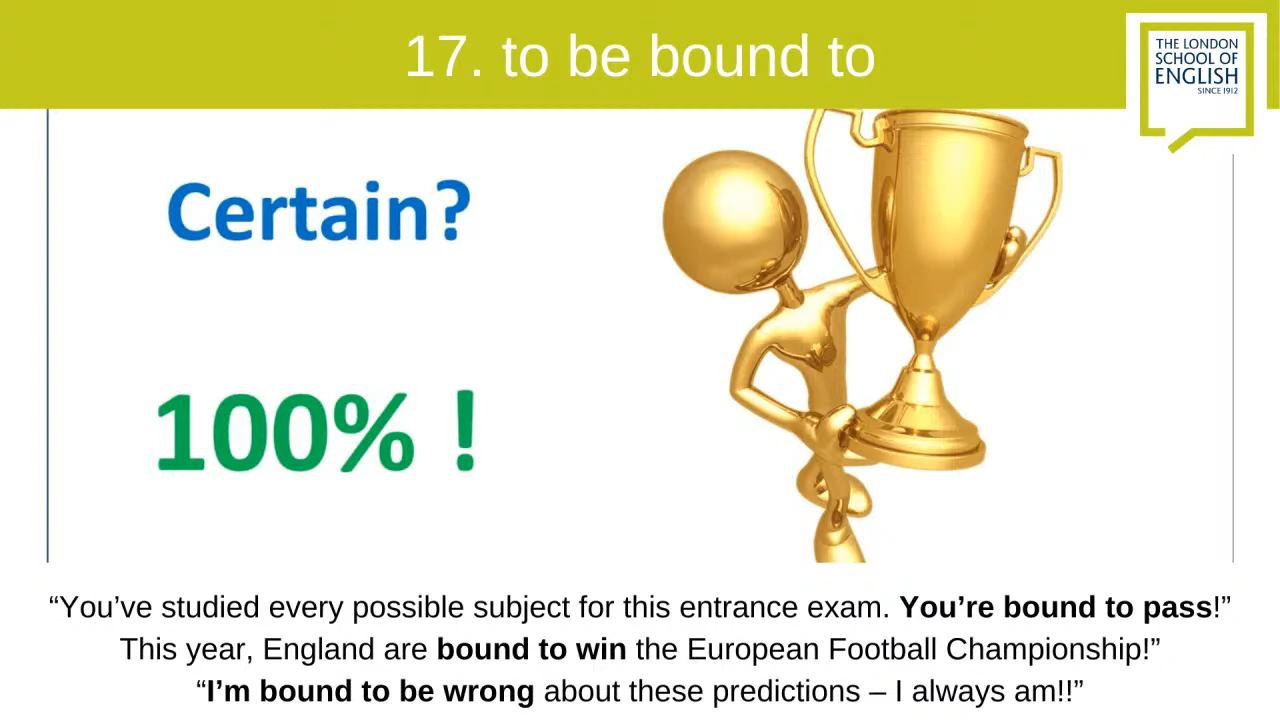 17. to be bound to
THE LONDON
SCHOOL OF
ENGLISH
SINCE 1912
Certain?
100% !
“You’ve studied every possible subject for this entrance exam. You’re bound to pass!”
This year, England are bound to win the European Football Championship!”
“I’m bound to be wrong about these predictions – I always am!!”